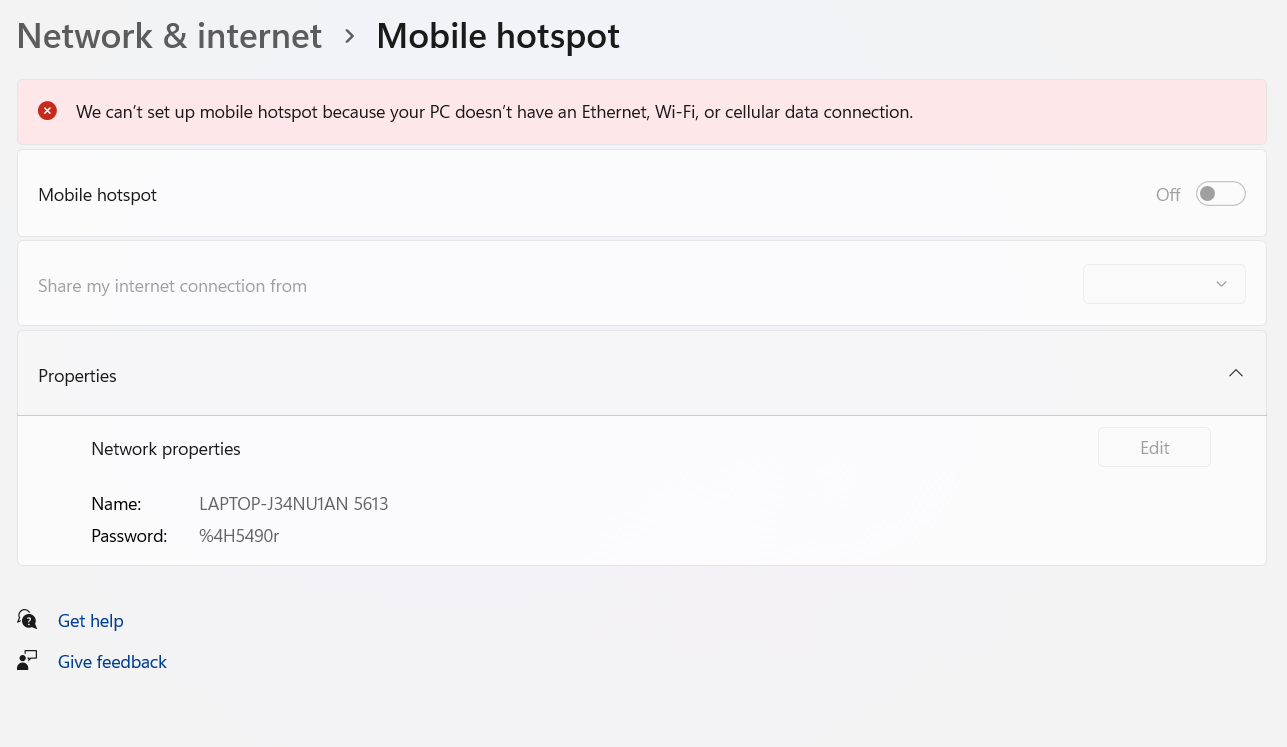 Network & internet > Mobile hotspot
We can't set up mobile hotspot because your PC doesn't have an Ethernet, Wi-Fi, or cellular data connection.
Mobile hotspot Off
Share my internet connection from
Properties
Network properties Edit
Name: LAPTOP-J34NU1AN 5613
Password: %4H5490r
Get help
Give feedback